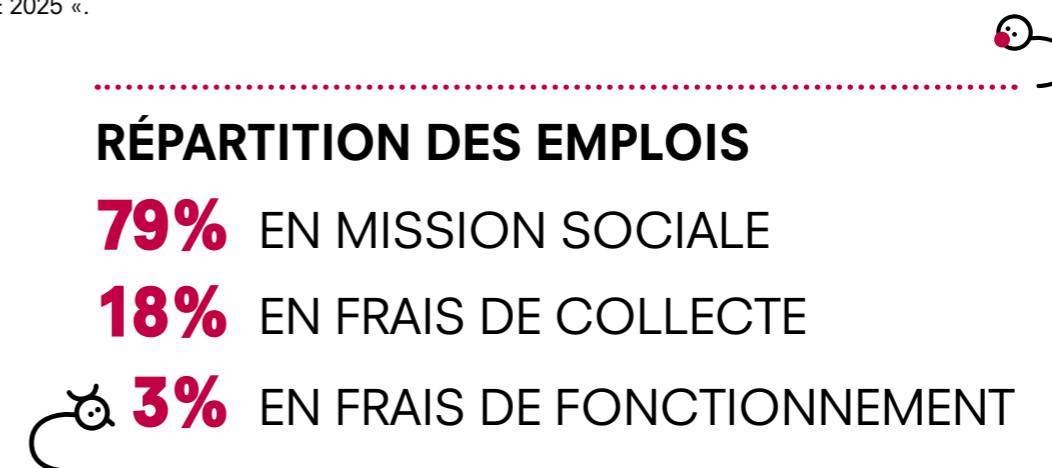 2025 «.
RÉPARTITION DES EMPLOIS
79% EN MISSION SOCIALE
18% EN FRAIS DE COLLECTE
3% EN FRAIS DE FONCTIONNEMENT